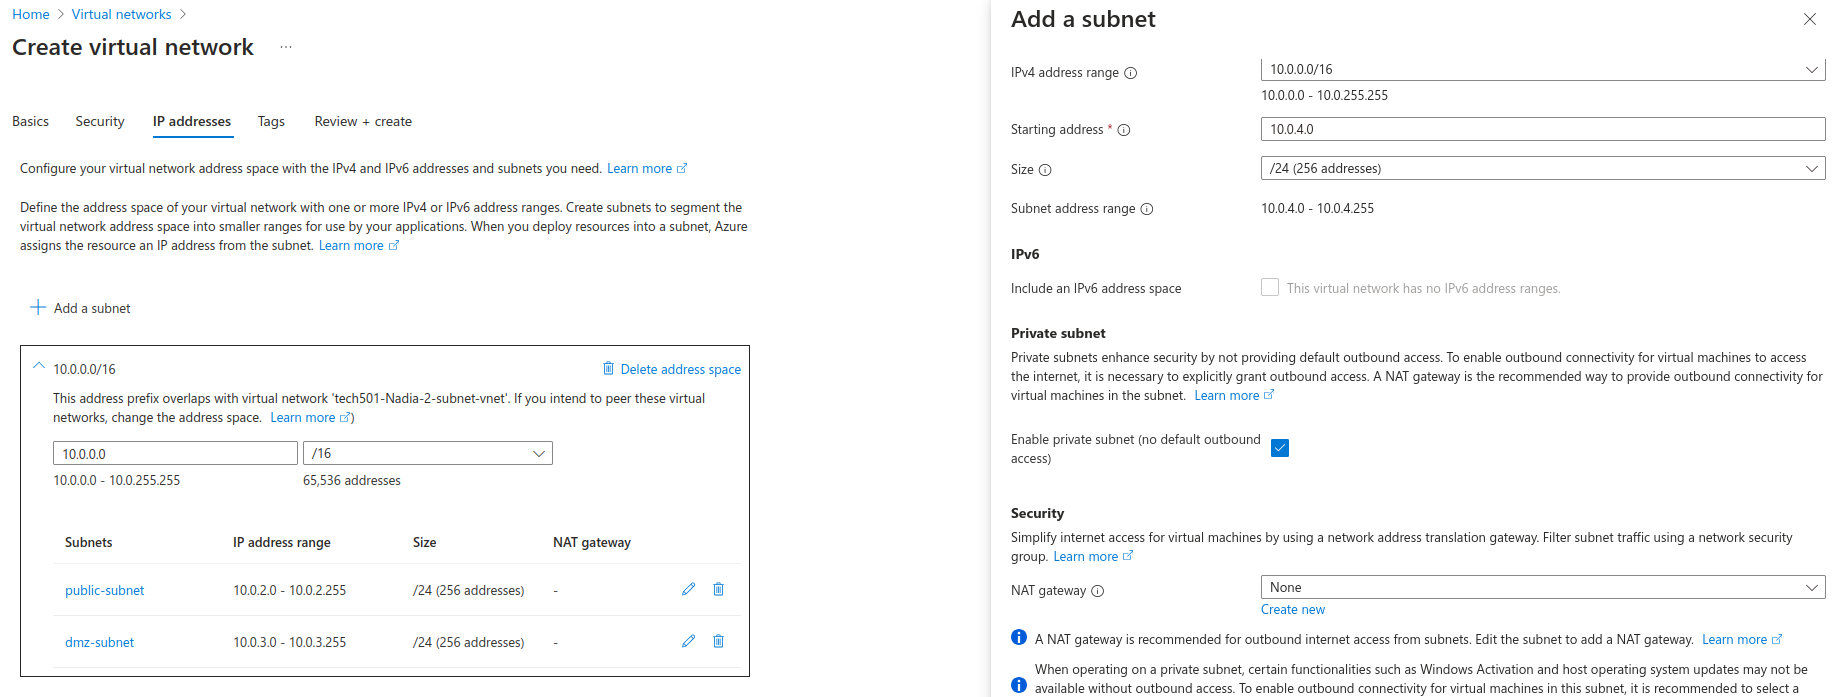 Home > Virtual networks >
Create virtual network ...
Basics Security IP addresses Tags Review + create
Configure your virtual network address space with the IPv4 and IPv6 addresses and subnets you need. Learn more
Define the address space of your virtual network with one or more IPv4 or IPv6 address ranges. Create subnets to segment the
virtual network address space into smaller ranges for use by your applications. When you deploy resources into a subnet, Azure
assigns the resource an IP address from the subnet. Learn more
Add a subnet
10.0.0.0/16 Delete address space
This address prefix overlaps with virtual network 'tech501-Nadia-2-subnet-vnet'. If you intend to peer these virtual
networks, change the address space. Learn more )
10.0.0.0 /16
10.0.0.0 - 10.0.255.255 65,536 addresses
Subnets IP address range Size NAT gateway
public-subnet 10.0.2.0 - 10.0.2.255 /24 (256 addresses) -
dmz-subnet 10.0.3.0 - 10.0.3.255 /24 (256 addresses) -
Add a subnet
IPv4 address range 10.0.0.0/16
10.0.0.0 - 10.0.255.255
Starting address * 10.0.4.0
Size /24 (256 addresses)
Subnet address range 10.0.4.0 - 10.0.4.255
IPv6
Include an IPv6 address space This virtual network has no IPv6 address ranges.
Private subnet
Private subnets enhance security by not providing default outbound access. To enable outbound connectivity for virtual machines to access
the internet, it is necessary to explicitly grant outbound access. A NAT gateway is the recommended way to provide outbound connectivity for
virtual machines in the subnet. Learn more
Enable private subnet (no default outbound
access)
Security
Simplify internet access for virtual machines by using a network address translation gateway. Filter subnet traffic using a network security
group. Learn more
NAT gateway None
Create new
A NAT gateway is recommended for outbound internet access from subnets. Edit the subnet to add a NAT gateway. Learn more
When operating on a private subnet, certain functionalities such as Windows Activation and host operating system updates may not be
available without outbound access. To enable outbound connectivity for virtual machines in this subnet, it is recommended to select a